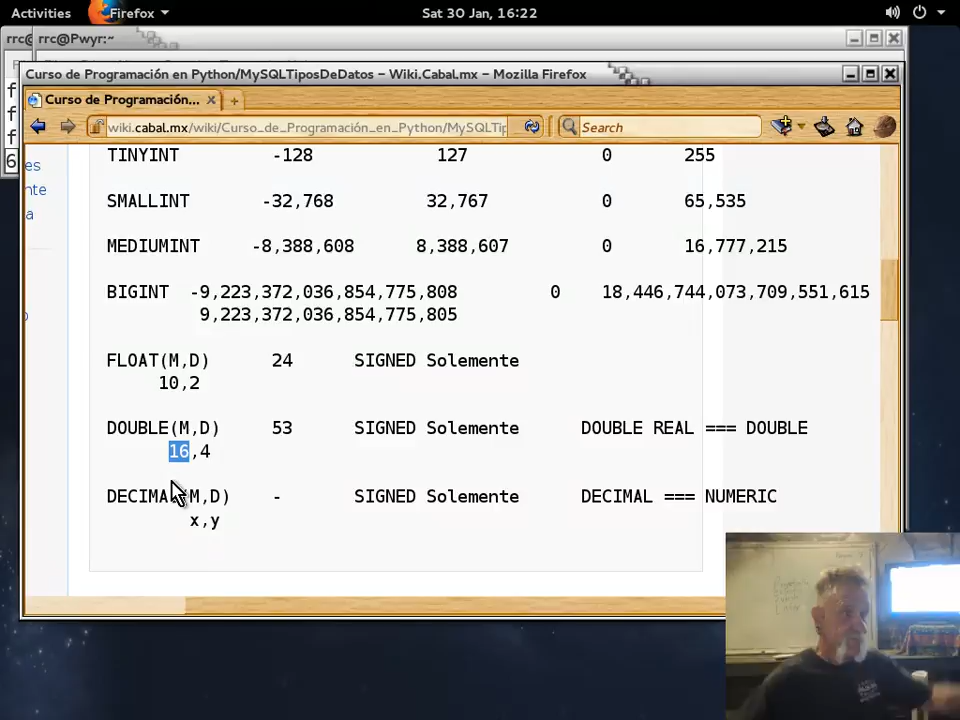 Activities Firefox Sat 30 Jan, 16:22
rrc@ rrc@Pwyr:~
Curso de Programación en Python/MySQLTiposDeDatos – Wiki.Cabal.mx – Mozilla Firefox
f Curso de Programación...
f wiki.cabal.mx/wiki/Curso_de_Programación_en_Python/MySQLTip Search
f
6 TINYINT -128 127 0 255
es
nte
SMALLINT -32,768 32,767 0 65,535
a
MEDIUMINT -8,388,608 8,388,607 0 16,777,215
BIGINT -9,223,372,036,854,775,808 0 18,446,744,073,709,551,615
9,223,372,036,854,775,805
FLOAT(M,D) 24 SIGNED Solemente
10,2
DOUBLE(M,D) 53 SIGNED Solemente DOUBLE REAL === DOUBLE
16,4
DECIMAL(M,D) - SIGNED Solemente DECIMAL === NUMERIC
x,y